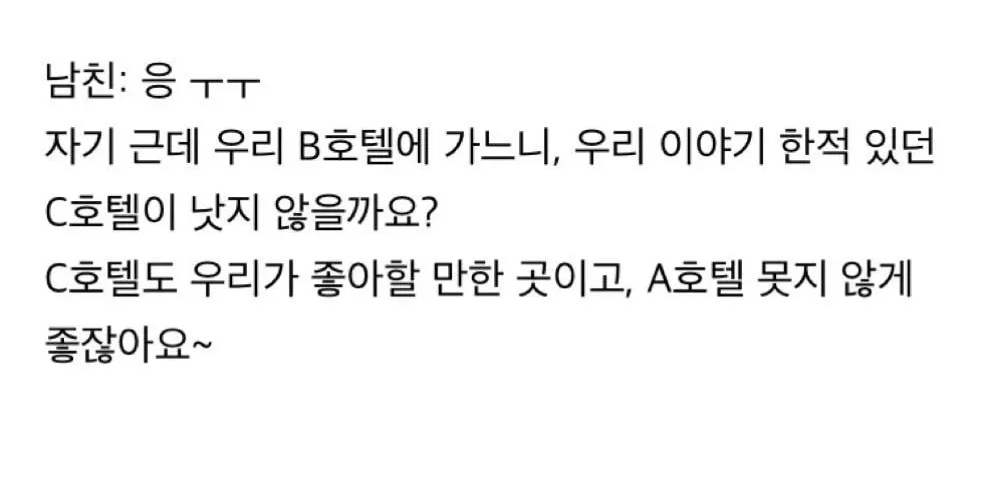 남친: 응 ㅜㅜ
자기 근데 우리 B호텔에 가느니, 우리 이야기 한적 있던
C호텔이 낫지 않을까요?
C호텔도 우리가 좋아할 만한 곳이고, A호텔 못지 않게
좋잖아요~